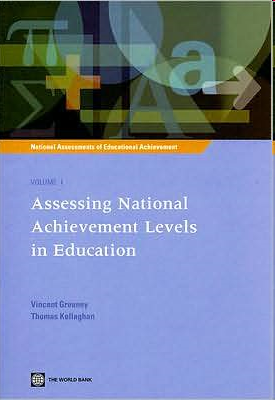 National Assessments of Educational Achievement
VOLUME 1
Assessing National
Achievement Levels
in Education
Vincent Greaney
Thomas Kellaghan
THE WORLD BANK